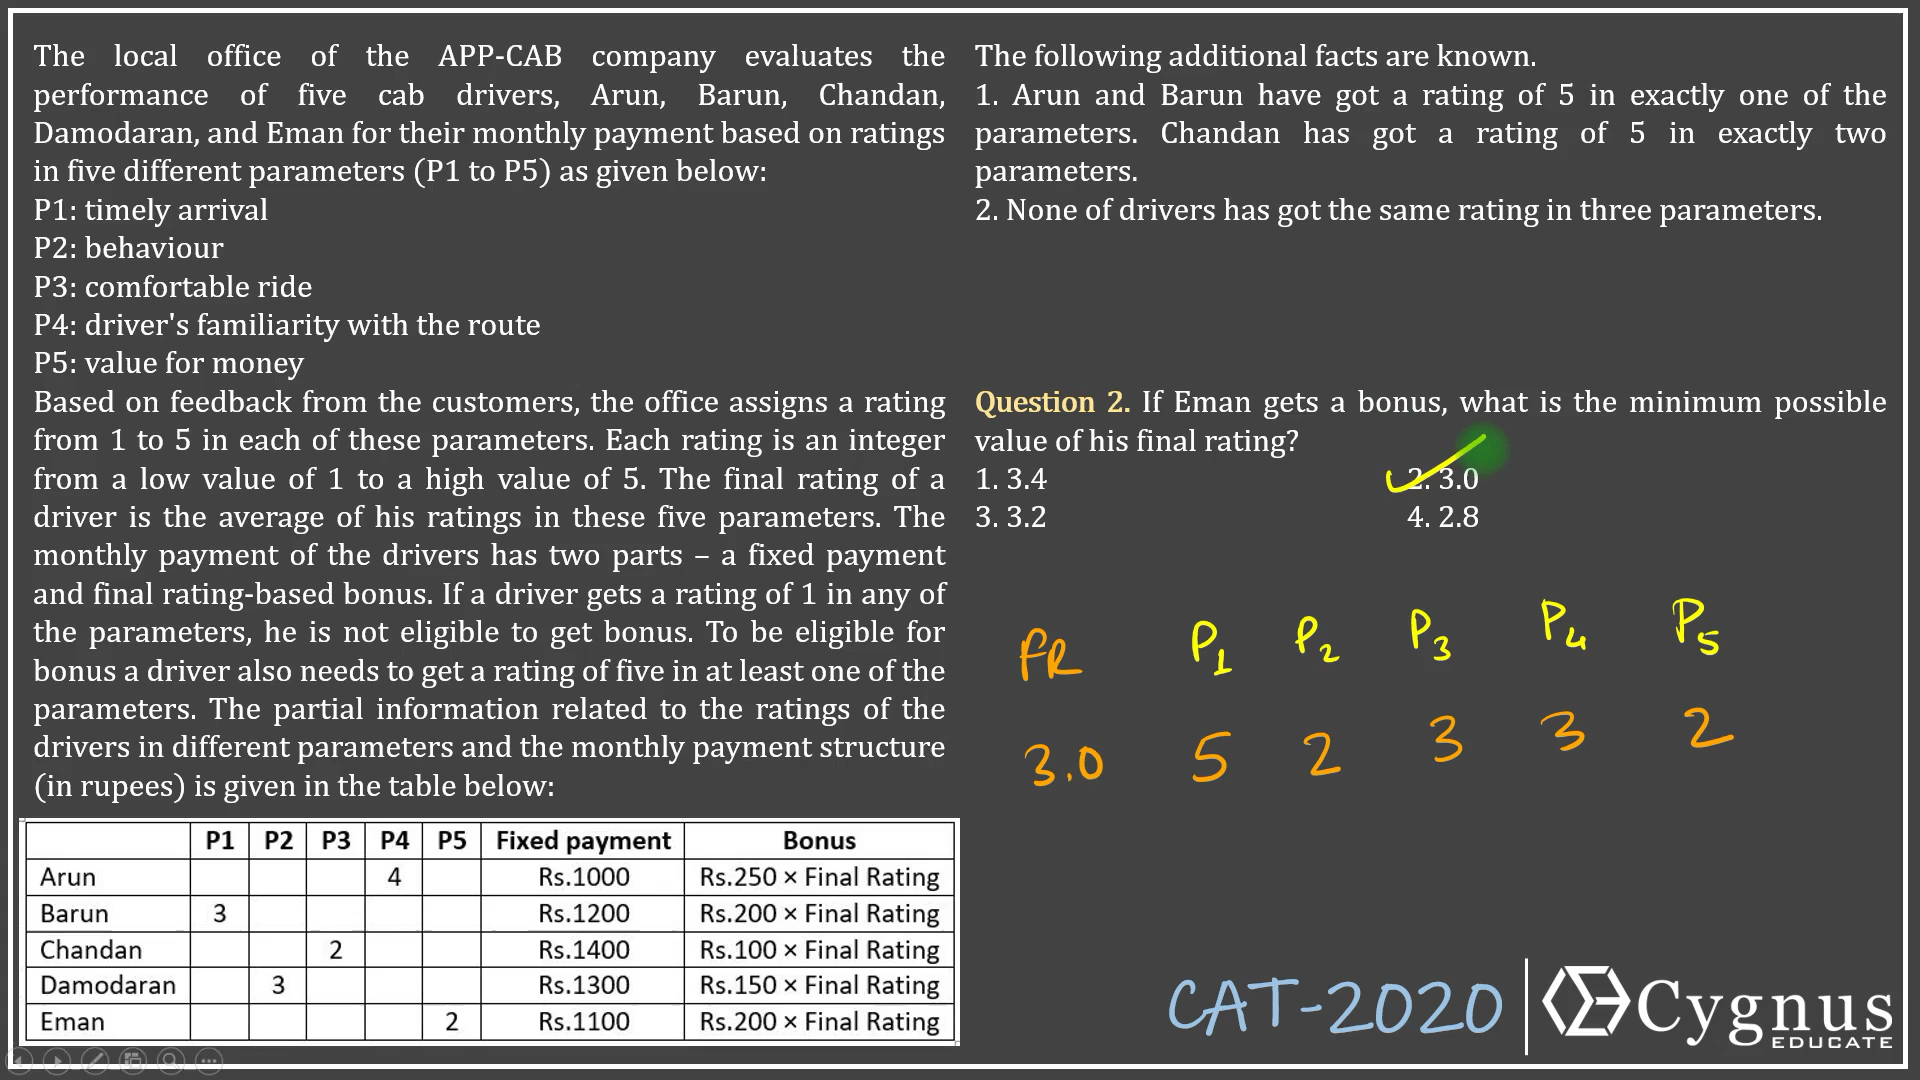 The local office of the APP-CAB company evaluates the
performance of five cab drivers, Arun, Barun, Chandan,
Damodaran, and Eman for their monthly payment based on ratings
in five different parameters (P1 to P5) as given below:
P1: timely arrival
P2: behaviour
P3: comfortable ride
P4: driver's familiarity with the route
P5: value for money
Based on feedback from the customers, the office assigns a rating
from 1 to 5 in each of these parameters. Each rating is an integer
from a low value of 1 to a high value of 5. The final rating of a
driver is the average of his ratings in these five parameters. The
monthly payment of the drivers has two parts – a fixed payment
and final rating-based bonus. If a driver gets a rating of 1 in any of
the parameters, he is not eligible to get bonus. To be eligible for
bonus a driver also needs to get a rating of five in at least one of the
parameters. The partial information related to the ratings of the
drivers in different parameters and the monthly payment structure
(in rupees) is given in the table below:
P1 P2 P3 P4 P5 Fixed payment Bonus
Arun 4 Rs.1000 Rs.250 × Final Rating
Barun 3 Rs.1200 Rs.200 × Final Rating
Chandan 2 Rs.1400 Rs.100 × Final Rating
Damodaran 3 Rs.1300 Rs.150 × Final Rating
Eman 2 Rs.1100 Rs.200 × Final Rating
The following additional facts are known.
1. Arun and Barun have got a rating of 5 in exactly one of the
parameters. Chandan has got a rating of 5 in exactly two
parameters.
2. None of drivers has got the same rating in three parameters.
Question 2. If Eman gets a bonus, what is the minimum possible
value of his final rating?
1. 3.4 2. 3.0
3. 3.2 4. 2.8
FR P1 P2 P3 P4 P5
3.0 5 2 3 3 2
CAT-2020
Cygnus
EDUCATE